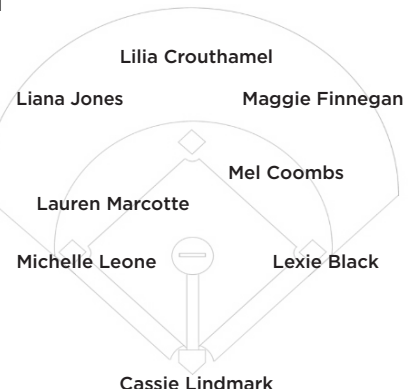 Lilia Crouthamel
Liana Jones
Maggie Finnegan
Mel Coombs
Lauren Marcotte
Michelle Leone
Lexie Black
Cassie Lindmark